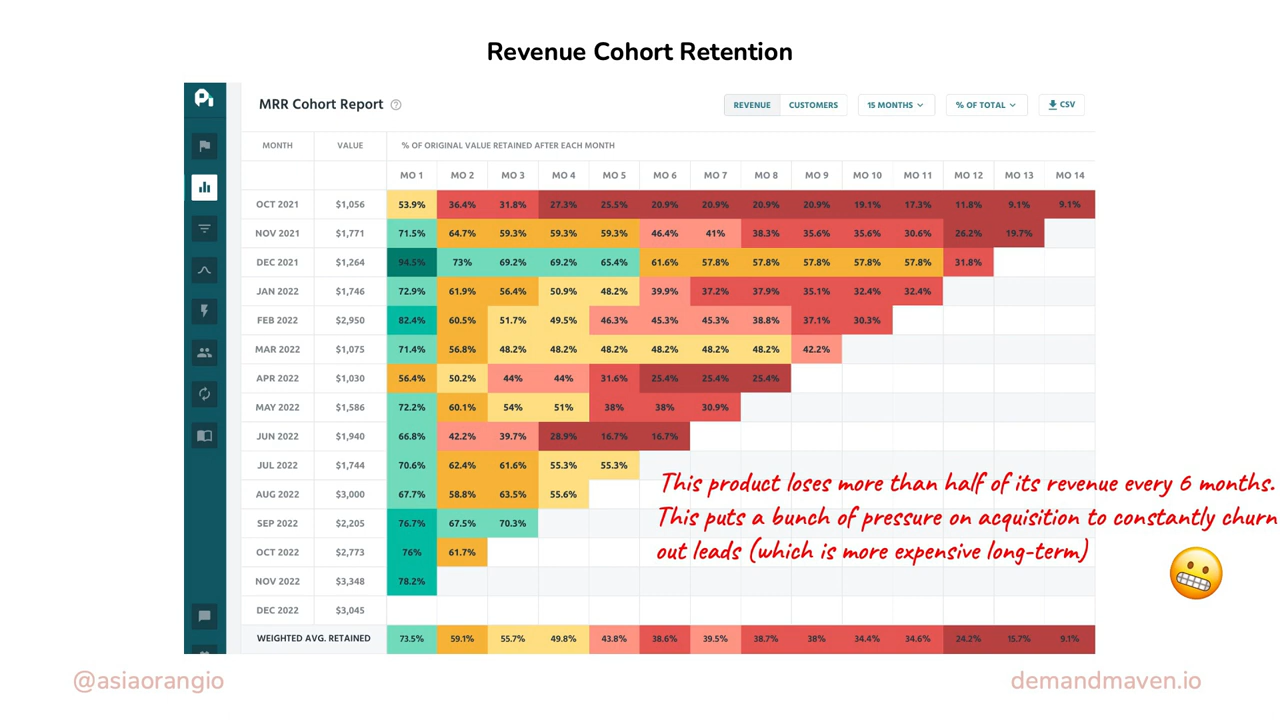 Revenue Cohort Retention
MRR Cohort Report ?
REVENUE CUSTOMERS 15 MONTHS % OF TOTAL CSV
MONTH VALUE % OF ORIGINAL VALUE RETAINED AFTER EACH MONTH
MO 1 MO 2 MO 3 MO 4 MO 5 MO 6 MO 7 MO 8 MO 9 MO 10 MO 11 MO 12 MO 13 MO 14
OCT 2021 $1,056 53.9% 36.4% 31.8% 27.3% 25.5% 20.9% 20.9% 20.9% 20.9% 19.1% 17.3% 11.8% 9.1% 9.1%
NOV 2021 $1,771 71.5% 64.7% 59.3% 59.3% 59.3% 46.4% 41% 38.3% 35.6% 35.6% 30.6% 26.2% 19.7%
DEC 2021 $1,264 94.5% 73% 69.2% 69.2% 65.4% 61.6% 57.8% 57.8% 57.8% 57.8% 57.8% 31.8%
JAN 2022 $1,746 72.9% 61.9% 56.4% 50.9% 48.2% 39.9% 37.2% 37.9% 35.1% 32.4% 32.4%
FEB 2022 $2,950 82.4% 60.5% 51.7% 49.5% 46.3% 45.3% 45.3% 38.8% 37.1% 30.3%
MAR 2022 $1,075 71.4% 56.8% 48.2% 48.2% 48.2% 48.2% 48.2% 48.2% 42.2%
APR 2022 $1,030 56.4% 50.2% 44% 44% 31.6% 25.4% 25.4% 25.4%
MAY 2022 $1,586 72.2% 60.1% 54% 51% 38% 38% 30.9%
JUN 2022 $1,940 66.8% 42.2% 39.7% 28.9% 16.7% 16.7%
JUL 2022 $1,744 70.6% 62.4% 61.6% 55.3% 55.3%
AUG 2022 $3,000 67.7% 58.8% 63.5% 55.6%
SEP 2022 $2,205 76.7% 67.5% 70.3%
OCT 2022 $2,773 76% 61.7%
NOV 2022 $3,348 78.2%
DEC 2022 $3,045
WEIGHTED AVG. RETAINED 73.5% 59.1% 55.7% 49.8% 43.8% 38.6% 39.5% 38.7% 38% 34.4% 34.6% 24.2% 15.7% 9.1%
This product loses more than half of its revenue every 6 months.
This puts a bunch of pressure on acquisition to constantly churn
out leads (which is more expensive long-term)
@asiaorangio
demandmaven.io